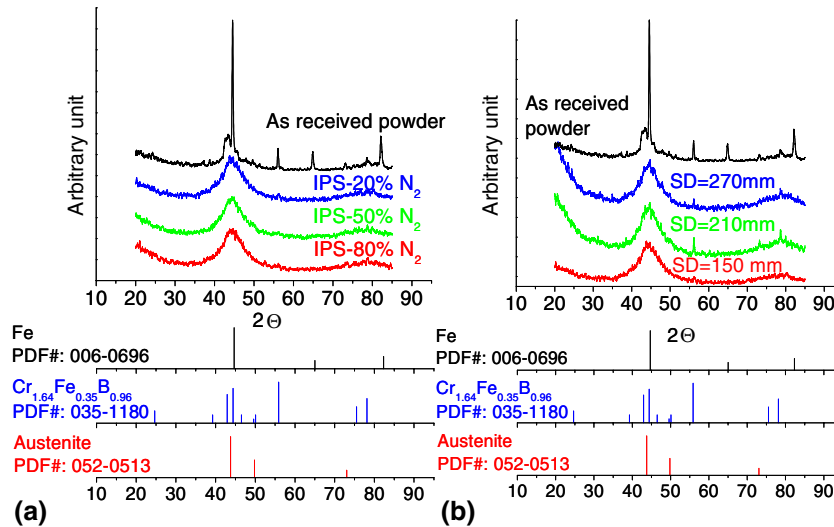 Arbitrary unit
As received powder
IPS-20% N2
IPS-50% N2
IPS-80% N2
10 20 30 40 50 60 70 80 90
2Θ
Fe
PDF#: 006-0696
Cr1.64Fe0.35B0.96
PDF#: 035-1180
Austenite
PDF#: 052-0513
10 20 30 40 50 60 70 80 90
(a)
Arbitrary unit
As received
powder
SD=270mm
SD=210mm
SD=150 mm
10 20 30 40 50 60 70 80 90
2Θ
Fe
PDF#: 006-0696
Cr1.64Fe0.35B0.96
PDF#: 035-1180
Austenite
PDF#: 052-0513
10 20 30 40 50 60 70 80 90
(b)